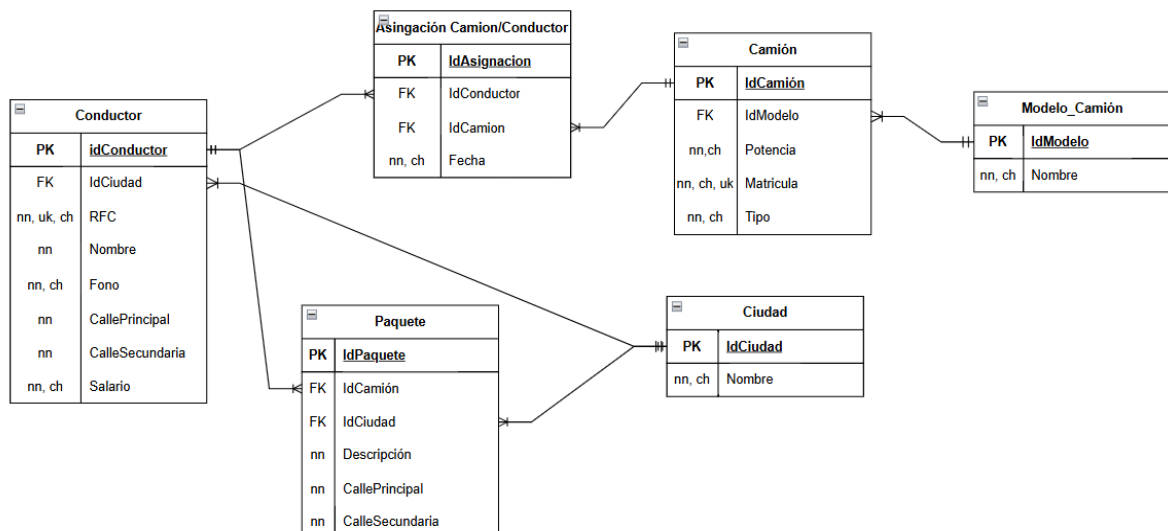 Asingación Camion/Conductor
PK IdAsignacion
FK IdConductor
FK IdCamion
nn, ch Fecha
Camión
PK IdCamión
FK IdModelo
nn,ch Potencia
nn, ch, uk Matricula
nn, ch Tipo
Modelo_Camión
PK IdModelo
nn, ch Nombre
Conductor
PK idConductor
FK IdCiudad
nn, uk, ch RFC
nn Nombre
nn, ch Fono
nn CallePrincipal
nn CalleSecundaria
nn, ch Salario
Paquete
PK IdPaquete
FK IdCamión
FK IdCiudad
nn Descripción
nn CallePrincipal
nn CalleSecundaria
Ciudad
PK IdCiudad
nn, ch Nombre